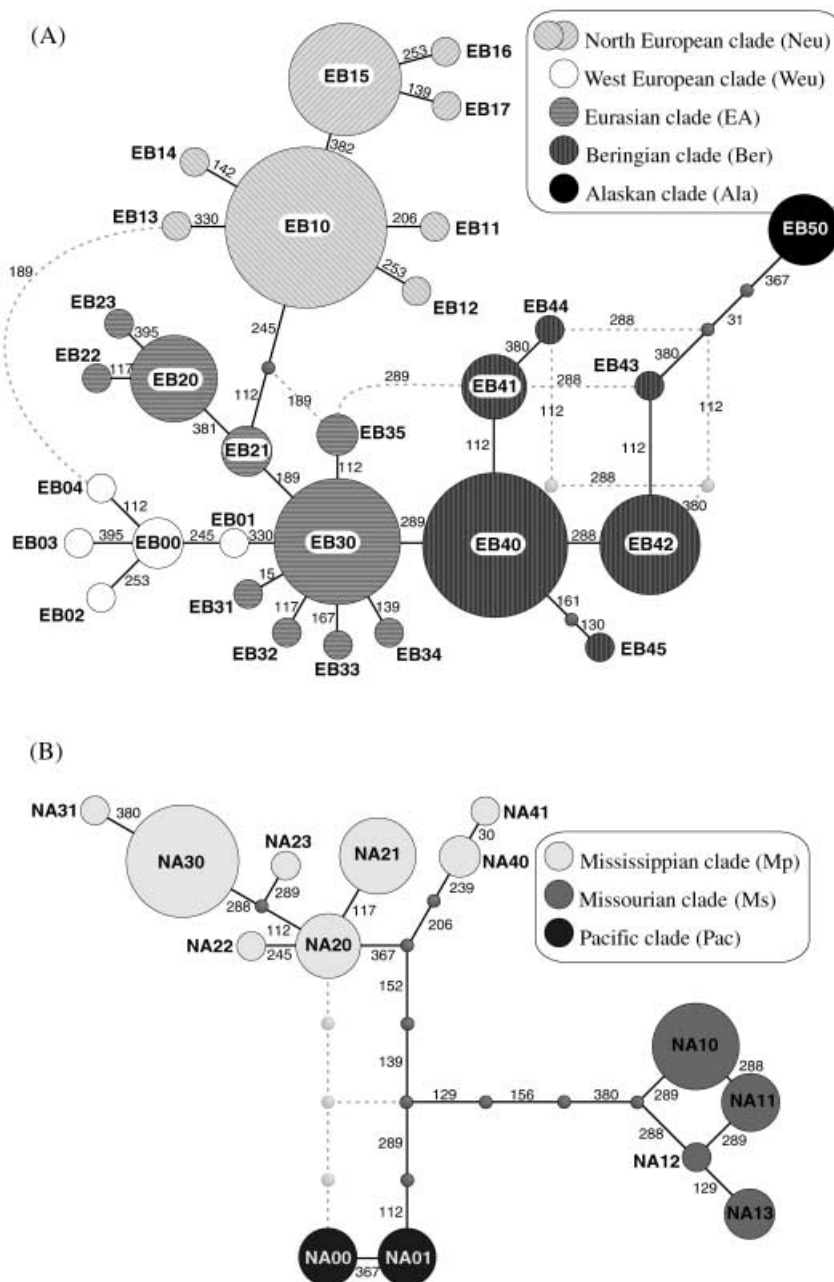 (A)
North European clade (Neu)
West European clade (Weu)
Eurasian clade (EA)
Beringian clade (Ber)
Alaskan clade (Ala)
EB15
253
EB16
139
EB17
382
EB14
142
EB13
330
EB10
206
EB11
253
EB12
189
245
EB50
367
31
EB23
395
EB22
117
EB20
381
112
EB21
189
189
289
EB35
112
EB44
288
380
EB41
288
EB43
380
112
112
112
112
288
380
EB04
112
EB03
395
EB00
245
EB01
330
253
EB02
EB30
289
EB40
288
EB42
15
EB31
117
EB32
167
EB33
139
EB34
161
130
EB45
(B)
Mississippian clade (Mp)
Missourian clade (Ms)
Pacific clade (Pac)
NA31
380
NA30
NA23
289
288
112
NA21
117
NA41
30
NA40
239
206
NA22
245
NA20
367
152
139
129
156
380
NA10
288
289
NA11
288
289
NA12
129
NA13
289
112
NA00
367
NA01